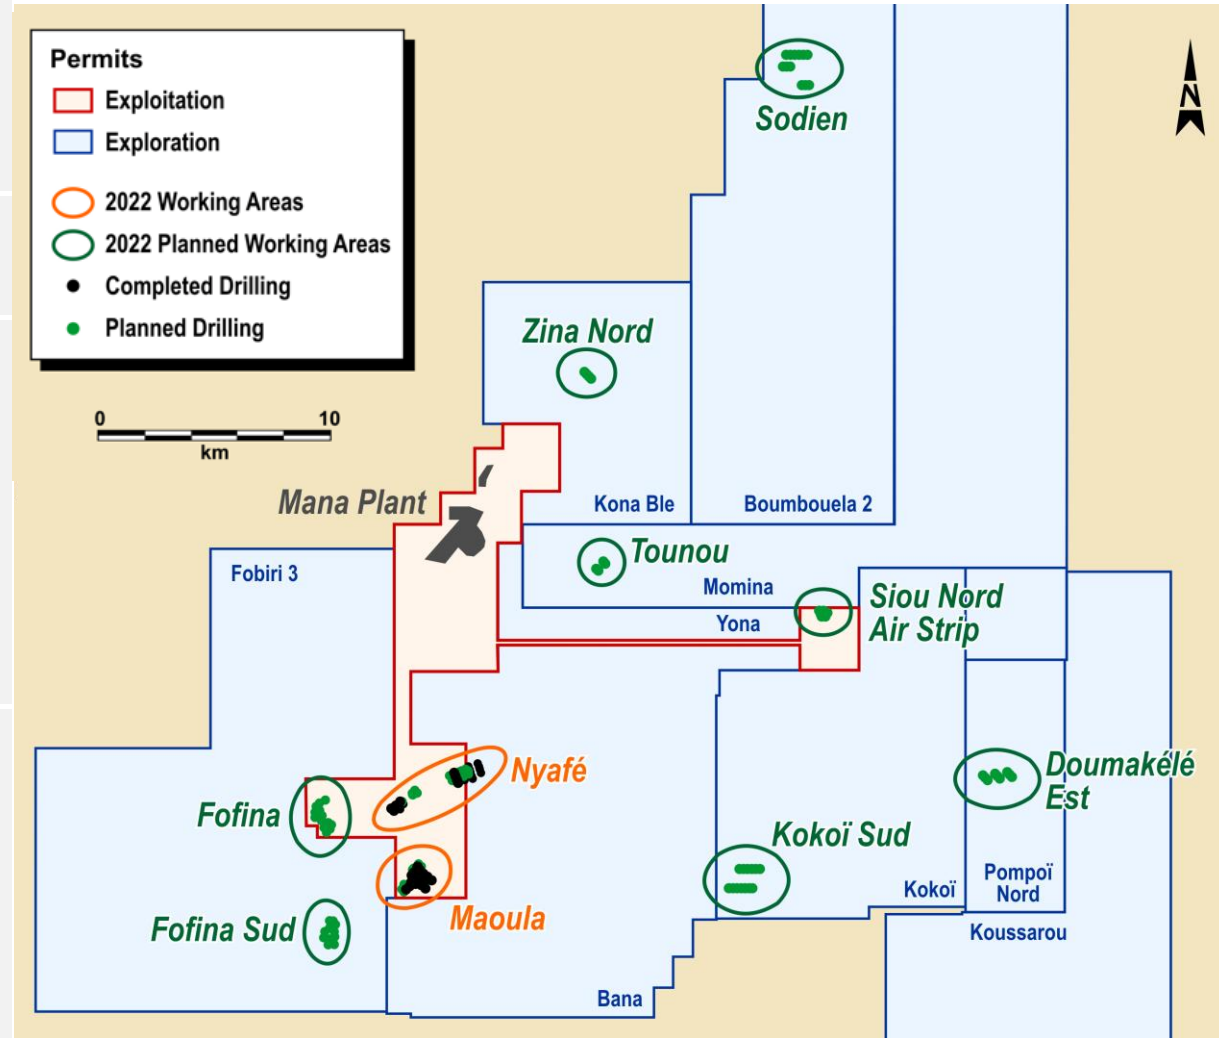 Permits
Exploitation
Exploration
2022 Working Areas
2022 Planned Working Areas
Completed Drilling
Planned Drilling
0 10
km
N
Sodien
Zina Nord
Mana Plant
Kona Ble
Boumbouela 2
Tounou
Fobiri 3
Momina
Yona
Siou Nord
Air Strip
Nyafé
Doumakélé
Est
Fofina
Kokoï Sud
Pompoï
Nord
Kokoï
Maoula
Fofina Sud
Koussarou
Bana